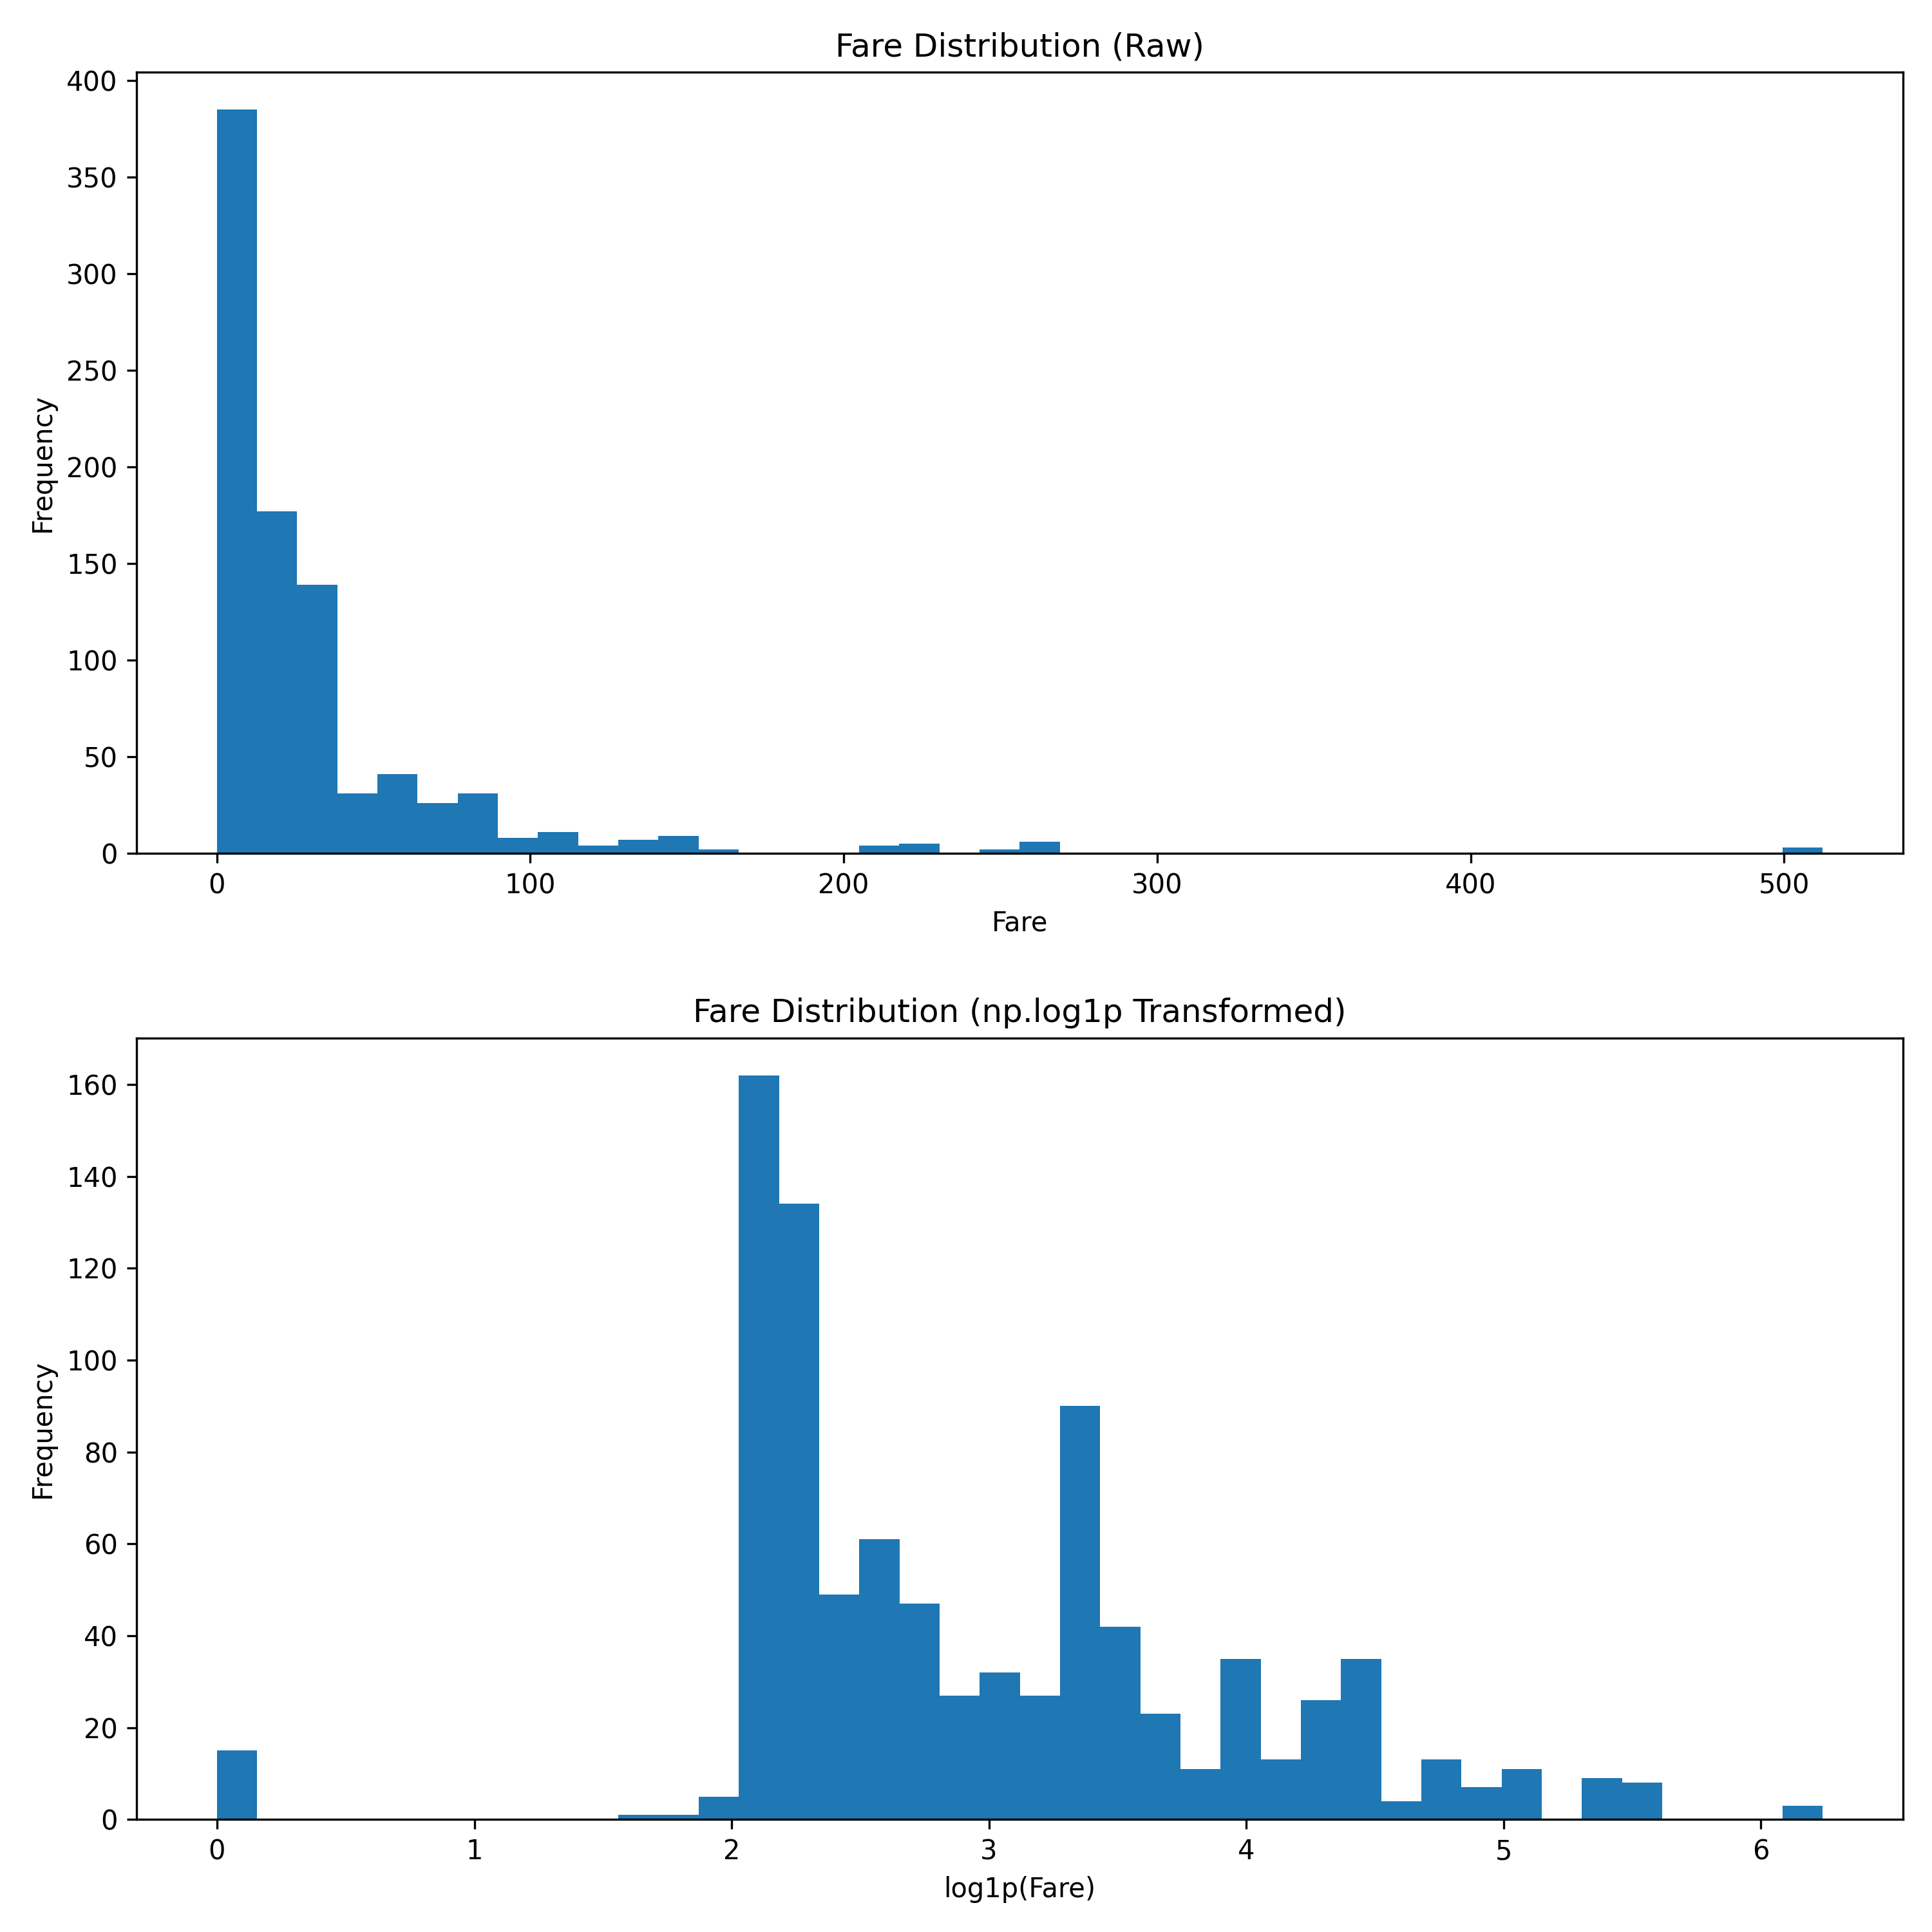 Fare Distribution (Raw)
400
350
300
250
200
150
100
50
0
Frequency
0 100 200 300 400 500
Fare
Fare Distribution (np.log1p Transformed)
160
140
120
100
80
60
40
20
0
Frequency
0 1 2 3 4 5 6
log1p(Fare)